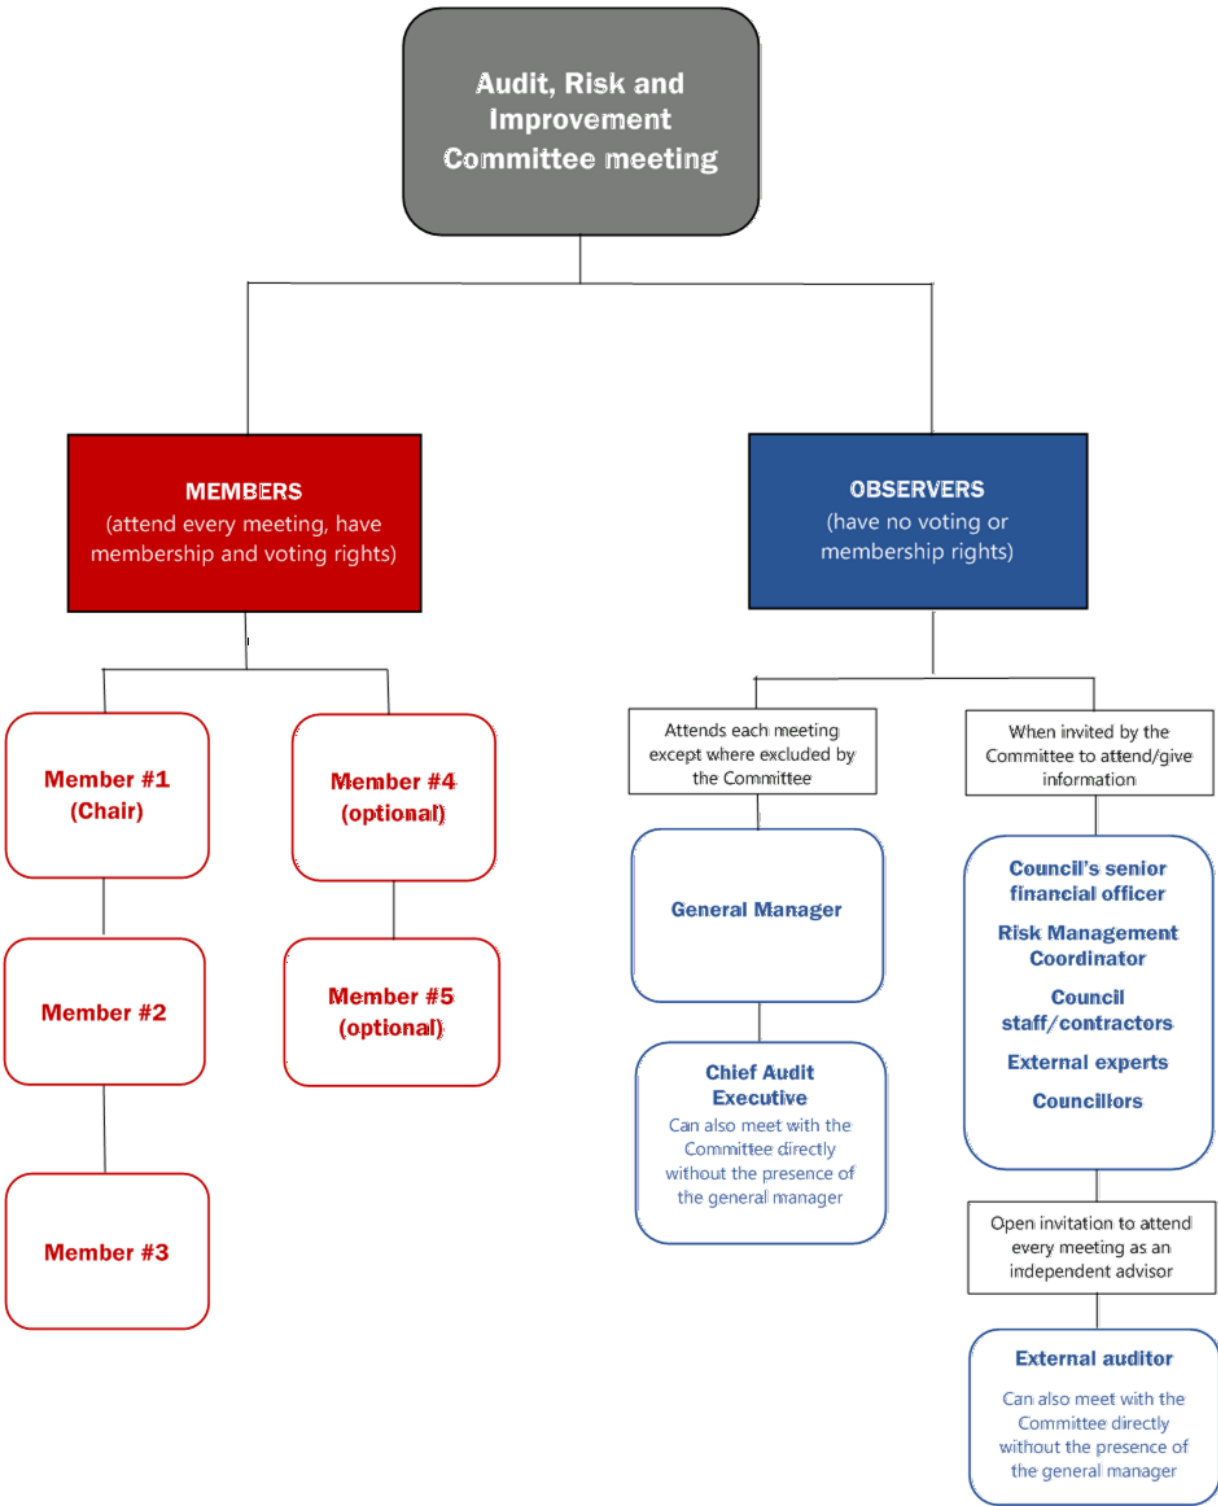 Audit, Risk and
Improvement
Committee meeting
MEMBERS
(attend every meeting, have
membership and voting rights)
OBSERVERS
(have no voting or
membership rights)
Member #1
(Chair)
Member #4
(optional)
Member #2
Member #5
(optional)
Member #3
Attends each meeting
except where excluded by
the Committee
General Manager
Chief Audit
Executive
Can also meet with the
Committee directly
without the presence of
the general manager
When invited by the
Committee to attend/give
information
Council's senior
financial officer
Risk Management
Coordinator
Council
staff/contractors
External experts
Councillors
Open invitation to attend
every meeting as an
independent advisor
External auditor
Can also meet with the
Committee directly
without the presence of
the general manager